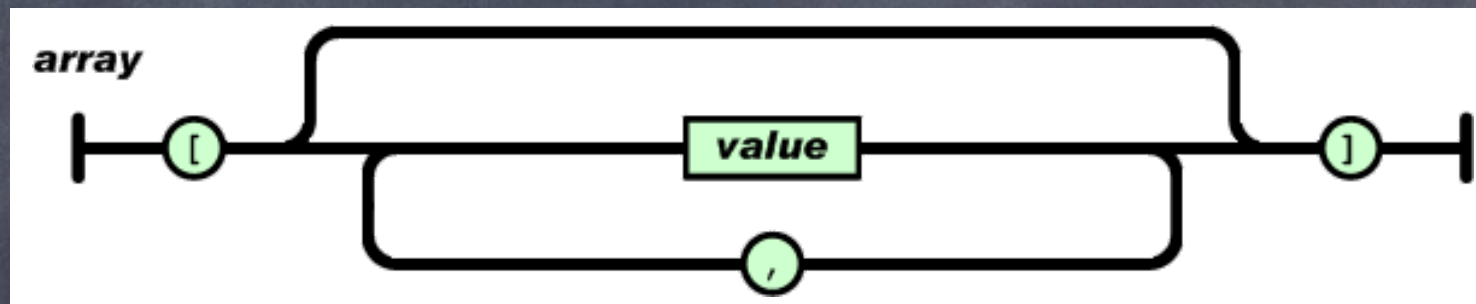 array
[ value ]
,